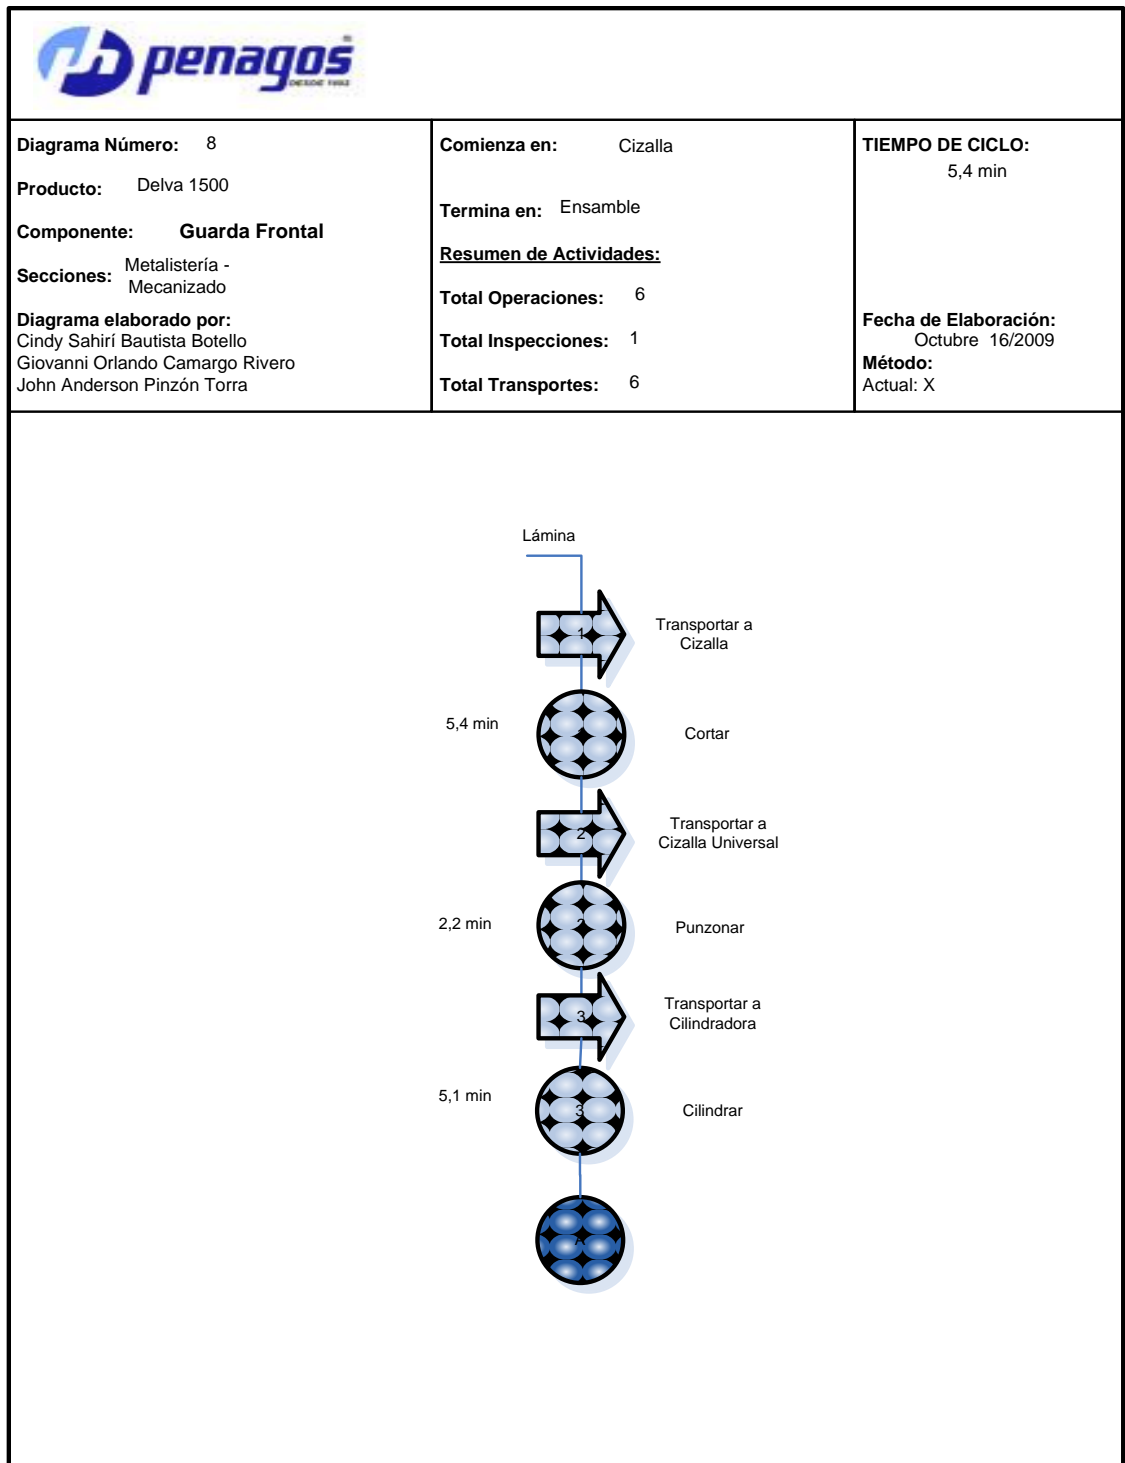 penagos
DESDE 1892
Diagrama Número: 8
Producto: Delva 1500
Componente: Guarda Frontal
Secciones: Metalistería -
Mecanizado
Diagrama elaborado por:
Cindy Sahirí Bautista Botello
Giovanni Orlando Camargo Rivero
John Anderson Pinzón Torra
Comienza en: Cizalla
Termina en: Ensamble
Resumen de Actividades:
Total Operaciones: 6
Total Inspecciones: 1
Total Transportes: 6
TIEMPO DE CICLO:
5,4 min
Fecha de Elaboración:
Octubre 16/2009
Método:
Actual: X
Lámina
1
Transportar a
Cizalla
5,4 min
Cortar
2
Transportar a
Cizalla Universal
2,2 min
2
Punzonar
3
Transportar a
Cilindradora
5,1 min
3
Cilindrar
A